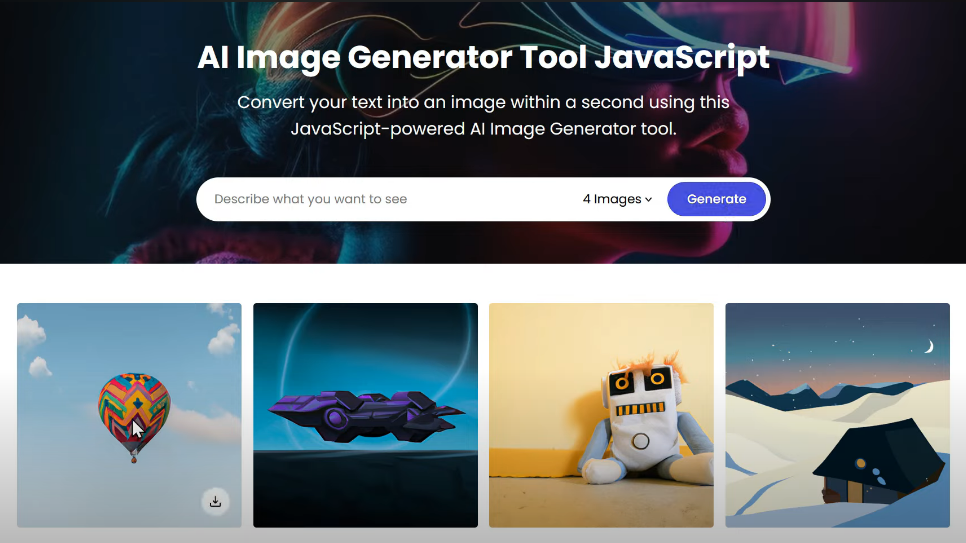 AI Image Generator Tool JavaScript
Convert your text into an image within a second using this
JavaScript-powered AI Image Generator tool.
Describe what you want to see
4 Images
Generate